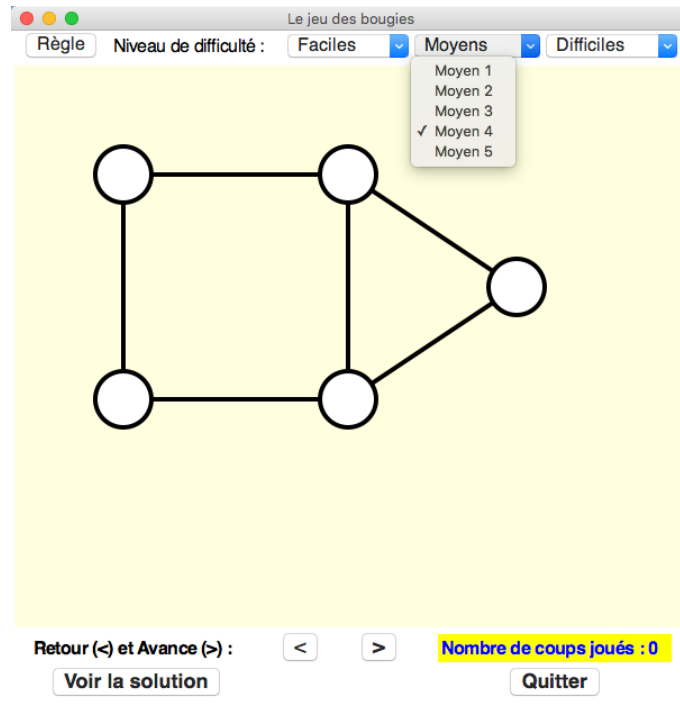 Le jeu des bougies
Règle Niveau de difficulté : Faciles Moyens Difficiles
Moyen 1
Moyen 2
Moyen 3
✓ Moyen 4
Moyen 5
Retour (<) et Avance (>) : < > Nombre de coups joués : 0
Voir la solution Quitter